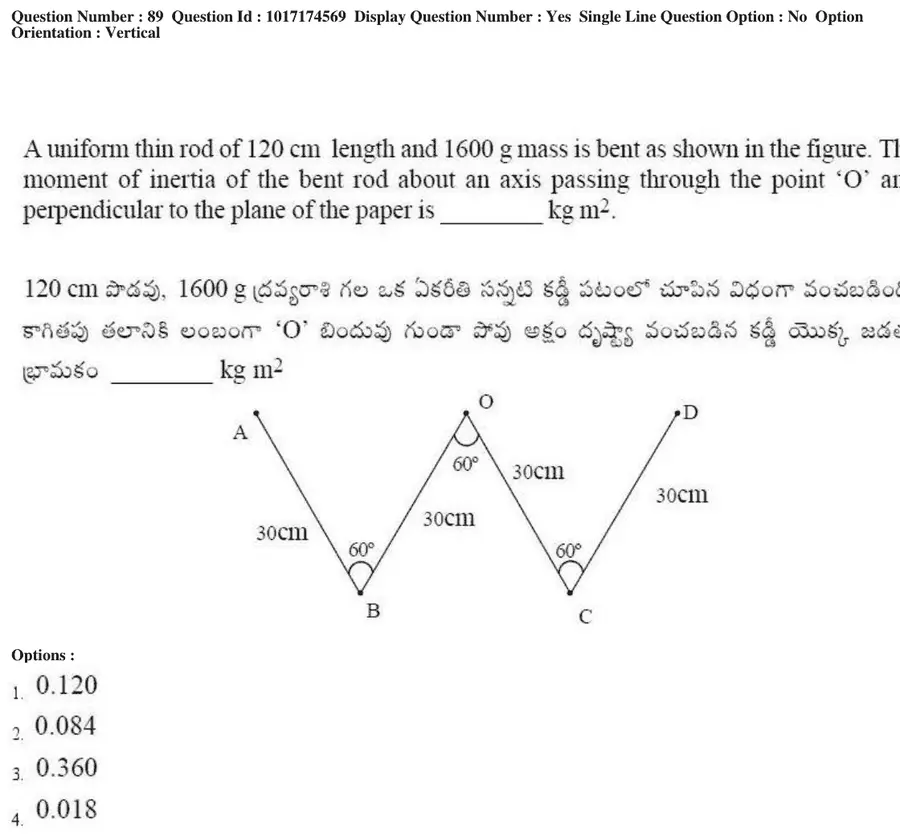 Question Number : 89 Question Id : 1017174569 Display Question Number : Yes Single Line Question Option : No Option
Orientation : Vertical
A uniform thin rod of 120 cm length and 1600 g mass is bent as shown in the figure. Th
moment of inertia of the bent rod about an axis passing through the point ‘O’ an
perpendicular to the plane of the paper is ________ kg m².
120 cm పొడవు, 1600 g ద్రవ్యరాశి గల ఒక ఏకరీతి సన్నటి కడ్డీ పటంలో చూపిన విధంగా వంచబడింది
కాగితపు తలానికి లంబంగా ‘O’ బిందువు గుండా పోవు అక్షం దృష్ట్యా వంచబడిన కడ్డీ యొక్క జడత
భ్రామకం ________ kg m²
O
D
A
60°
30cm
30cm
30cm
30cm
60°
60°
B
C
Options :
1. 0.120
2. 0.084
3. 0.360
4. 0.018